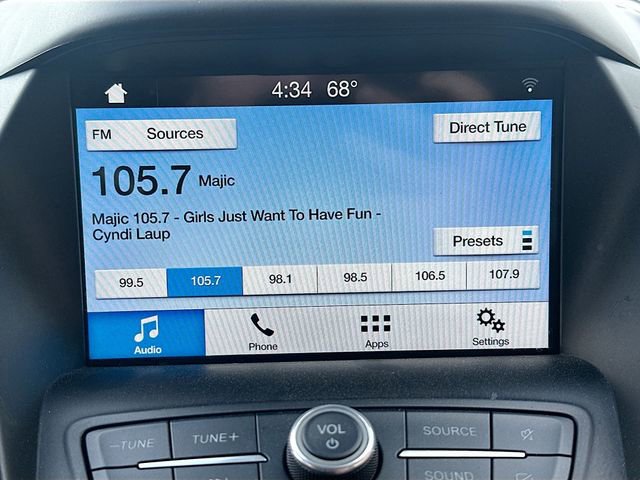 4:34 68°
FM Sources
Direct Tune
105.7 Majic
Majic 105.7 - Girls Just Want To Have Fun -
Cyndi Laup
Presets
99.5 105.7 98.1 98.5 106.5 107.9
Audio Phone Apps Settings
VOL
−TUNE TUNE+ SOURCE
SOUND